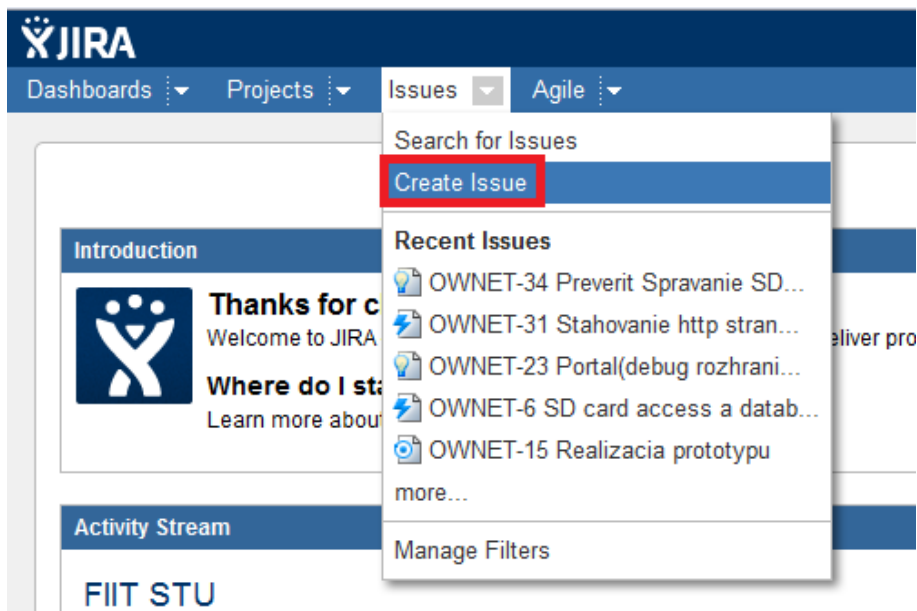 JIRA
Dashboards Projects Issues Agile
Search for Issues
Create Issue
Recent Issues
OWNET-34 Preverit Spravanie SD...
OWNET-31 Stahovanie http stran...
OWNET-23 Portal(debug rozhrani...
OWNET-6 SD card access a datab...
OWNET-15 Realizacia prototypu
more...
Manage Filters
Introduction
Thanks for c
Welcome to JIRA eliver pro
Where do I sta
Learn more about
Activity Stream
FIIT STU